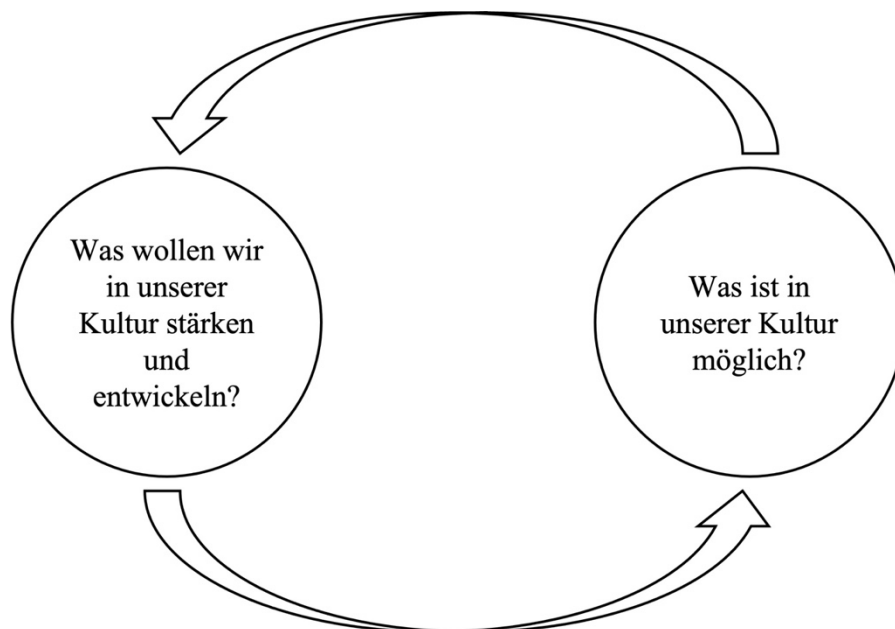 Was wollen wir
in unserer
Kultur stärken
und
entwickeln?
Was ist in
unserer Kultur
möglich?